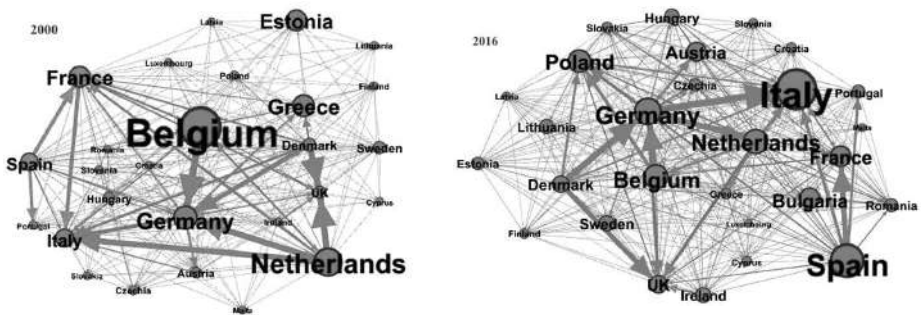 2000
Latvia
Estonia
Lithuania
Luxembourg
France
Poland
Finland
Greece
Belgium
Denmark
Sweden
Romania
Croatia
Spain
Slovenia
Hungary
UK
Cyprus
Germany
Ireland
Portugal
Italy
Netherlands
Slovakia
Austria
Czechia
Malta
2016
Hungary
Slovakia
Slovenia
Austria
Croatia
Poland
Czechia
Italy
Portugal
Latvia
Germany
Lithuania
Malta
Netherlands
France
Estonia
Denmark
Belgium
Greece
Bulgaria
Romania
Sweden
Luxembourg
Finland
Cyprus
Spain
UK
Ireland